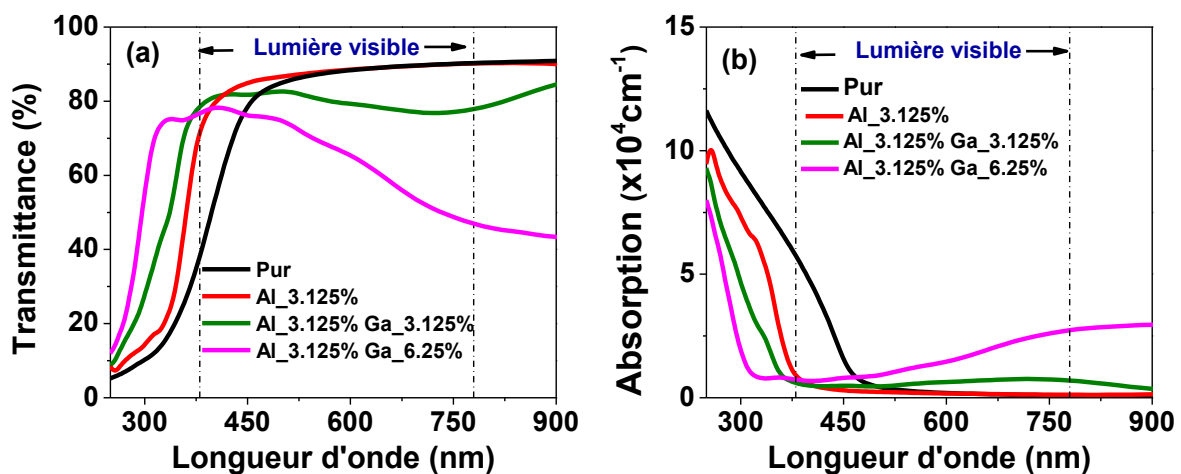 (a)
Lumière visible
Transmittance (%)
100
80
60
40
20
0
Pur
Al_3.125%
Al_3.125% Ga_3.125%
Al_3.125% Ga_6.25%
300 450 600 750 900
Longueur d'onde (nm)
(b)
Lumière visible
Absorption (x10⁴cm⁻¹)
15
10
5
0
Pur
Al_3.125%
Al_3.125% Ga_3.125%
Al_3.125% Ga_6.25%
300 450 600 750 900
Longueur d'onde (nm)